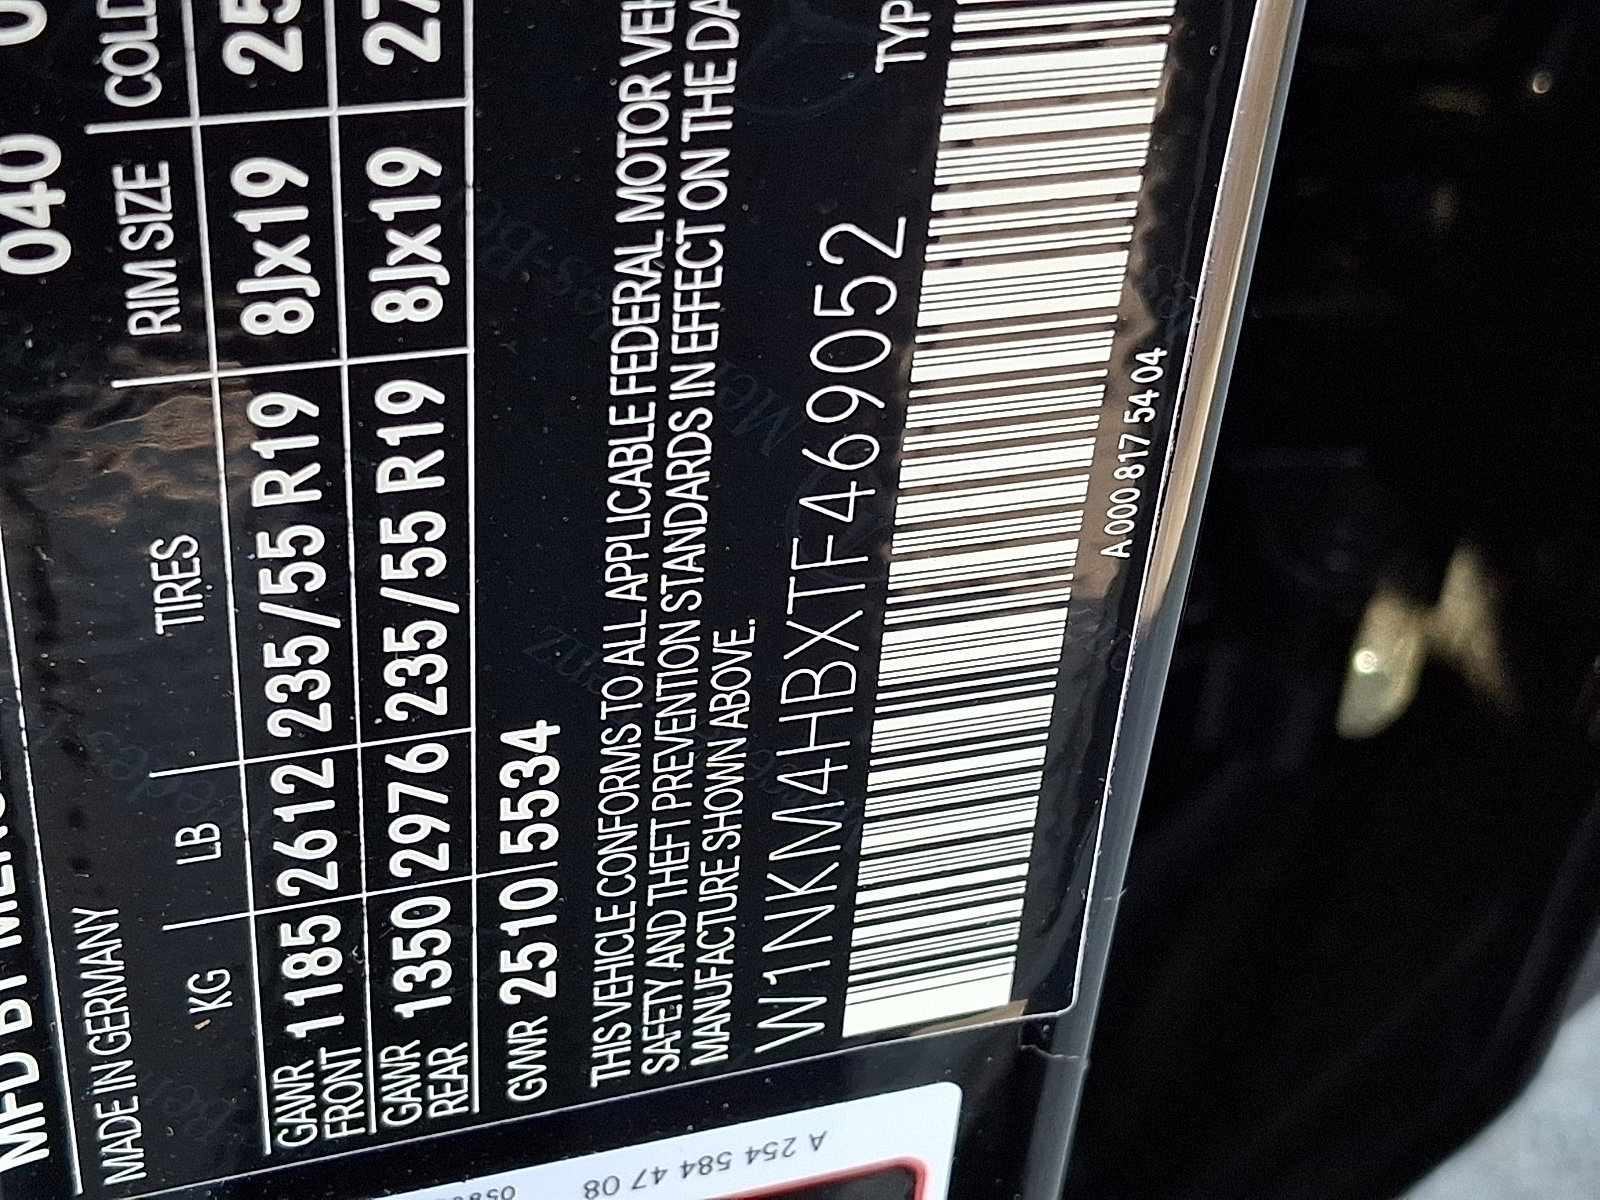 040
MFD BY
MADE IN GERMANY
KG LB TIRES RIM SIZE COLD
GAWR FRONT 1185 2612 235/55 R19 8Jx19 25
GAWR REAR 1350 2976 235/55 R19 8Jx19 27
GVWR 2510 5534
THIS VEHICLE CONFORMS TO ALL APPLICABLE FEDERAL MOTOR VEH
SAFETY AND THEFT PREVENTION STANDARDS IN EFFECT ON THE DA
MANUFACTURE SHOWN ABOVE.
W1NKM4HBXTF469052 TYP
A 000 817 54 04
A 254 584 47 08